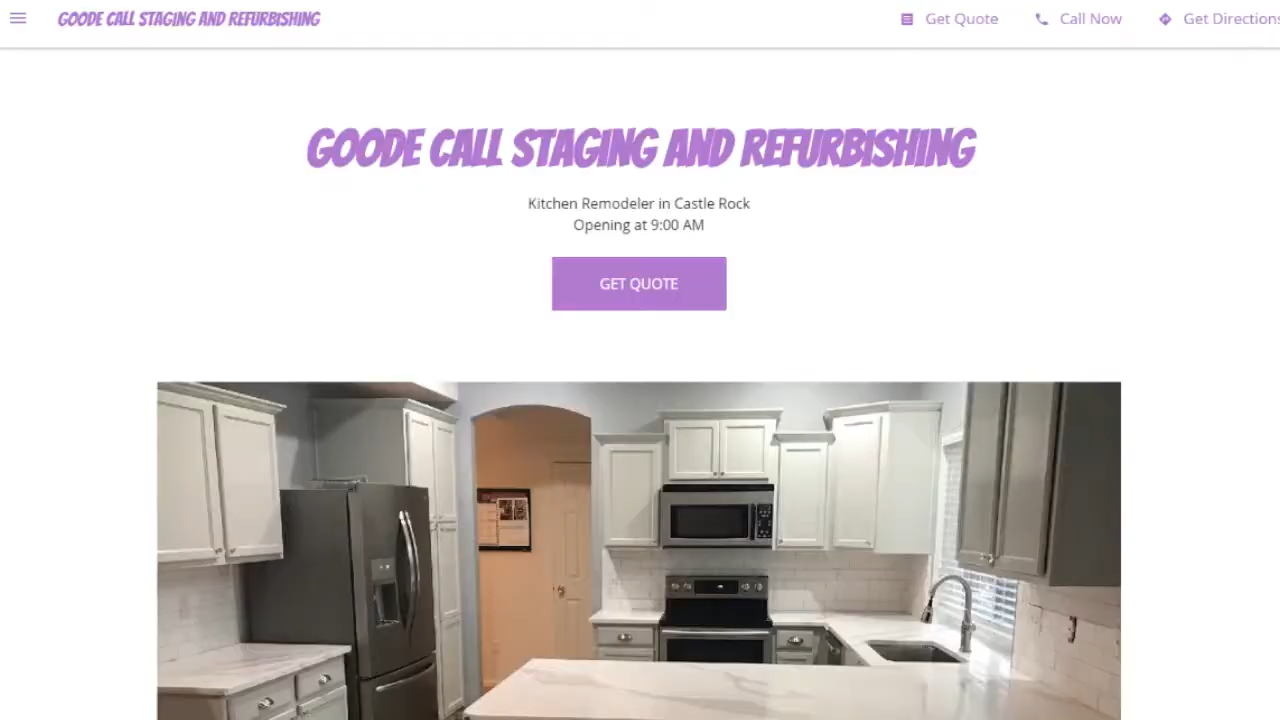 GOODE CALL STAGING AND REFURBISHING
Get Quote
Call Now
Get Directions
GOODE CALL STAGING AND REFURBISHING
Kitchen Remodeler in Castle Rock
Opening at 9:00 AM
GET QUOTE